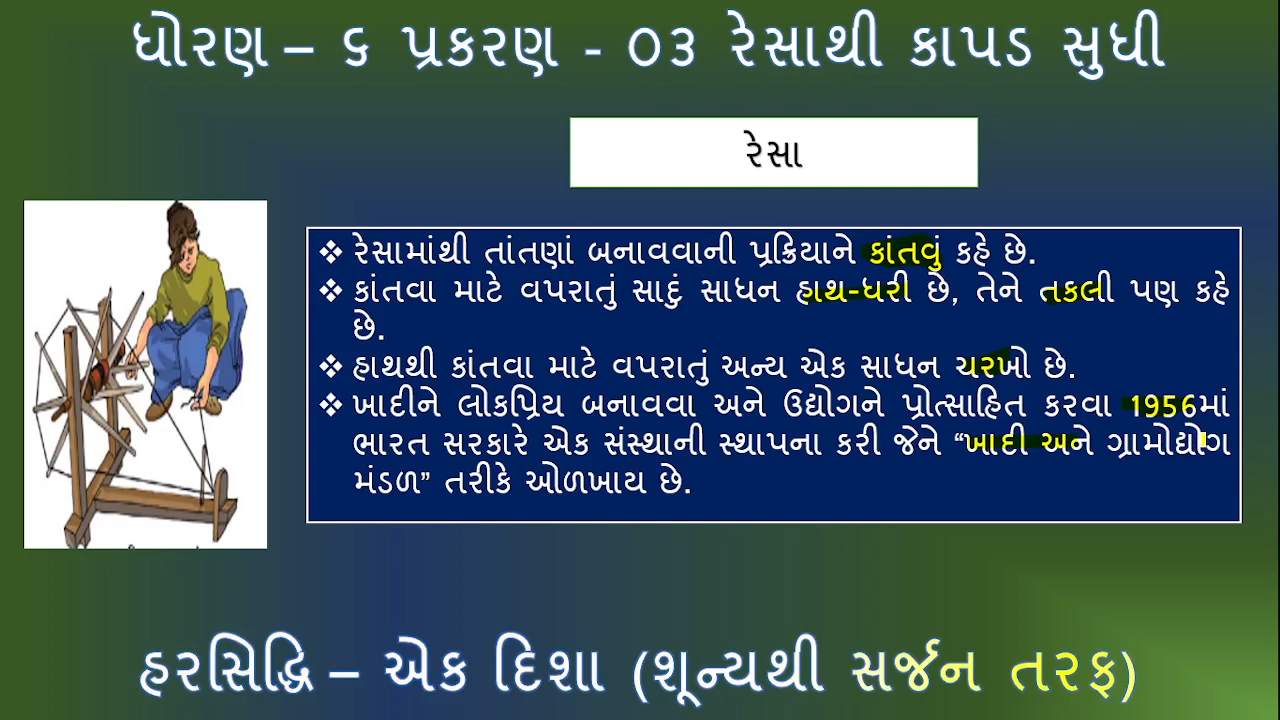 ધોરણ – ૬ પ્રકરણ - ૦૩ રેસાથી કાપડ સુધી
રેસા
❖ રેસામાંથી તાંતણાં બનાવવાની પ્રક્રિયાને કાંતવું કહે છે.
❖ કાંતવા માટે વપરાતું સાદું સાધન હાથ-ધરી છે, તેને તકલી પણ કહે
છે.
❖ હાથથી કાંતવા માટે વપરાતું અન્ય એક સાધન ચરખો છે.
❖ ખાદીને લોકપ્રિય બનાવવા અને ઉદ્યોગને પ્રોત્સાહિત કરવા 1956માં
ભારત સરકારે એક સંસ્થાની સ્થાપના કરી જેને “ખાદી અને ગ્રામોદ્યોગ
મંડળ” તરીકે ઓળખાય છે.
હરસિદ્ધિ – એક દિશા (શૂન્યથી સર્જન તરફ)